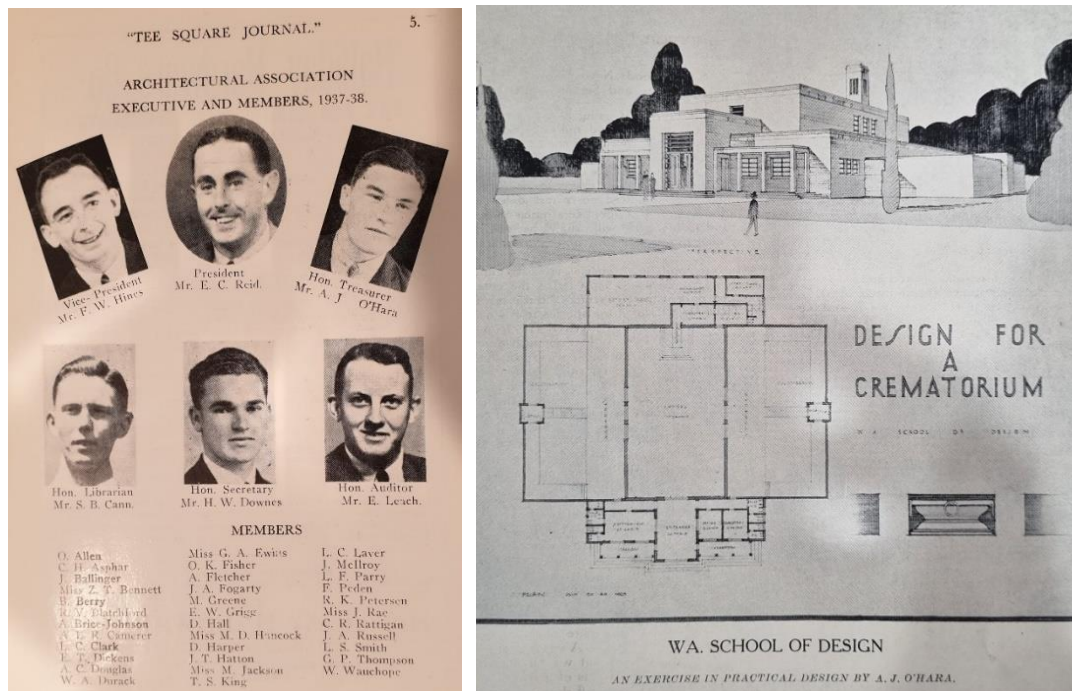 "TEE SQUARE JOURNAL."
5.
ARCHITECTURAL ASSOCIATION
EXECUTIVE AND MEMBERS, 1937-38.
Vice-President
Mr. F. W. Hines
President
Mr. E. C. Reid.
Hon. Treasurer
Mr. A. J O'Hara
Hon. Librarian
Mr. S. B. Cann.
Hon. Secretary
Mr. H. W. Downes
Hon. Auditor
Mr. E. Leach.
MEMBERS
O. Allen
C. H. Asphar
J. Ballinger
Miss Z. T. Bennett
B. Berry
R. V. Blatchford
A. Brice-Johnson
A. E. R. Camerer
L. C. Clark
E. T. Dickens
A. C. Douglas
W. A. Durack
Miss G. A. Ewins
O. K. Fisher
A. Fletcher
J. A. Fogarty
M. Greene
E. W. Grigg
D. Hall
Miss M. D. Hancock
D. Harper
J. T. Hatton
Miss M. Jackson
T. S. King
L. C. Laver
J. McIlroy
L. F. Parry
F. Peden
R. K. Petersen
Miss J. Rae
C. R. Rattigan
J. A. Russell
L. S. Smith
G. P. Thompson
W. Wauchope
PERSPECTIVE
DESIGN FOR
A
CREMATORIUM
W A SCHOOL OF DESIGN
WA. SCHOOL OF DESIGN
AN EXERCISE IN PRACTICAL DESIGN BY A. J. O'HARA.